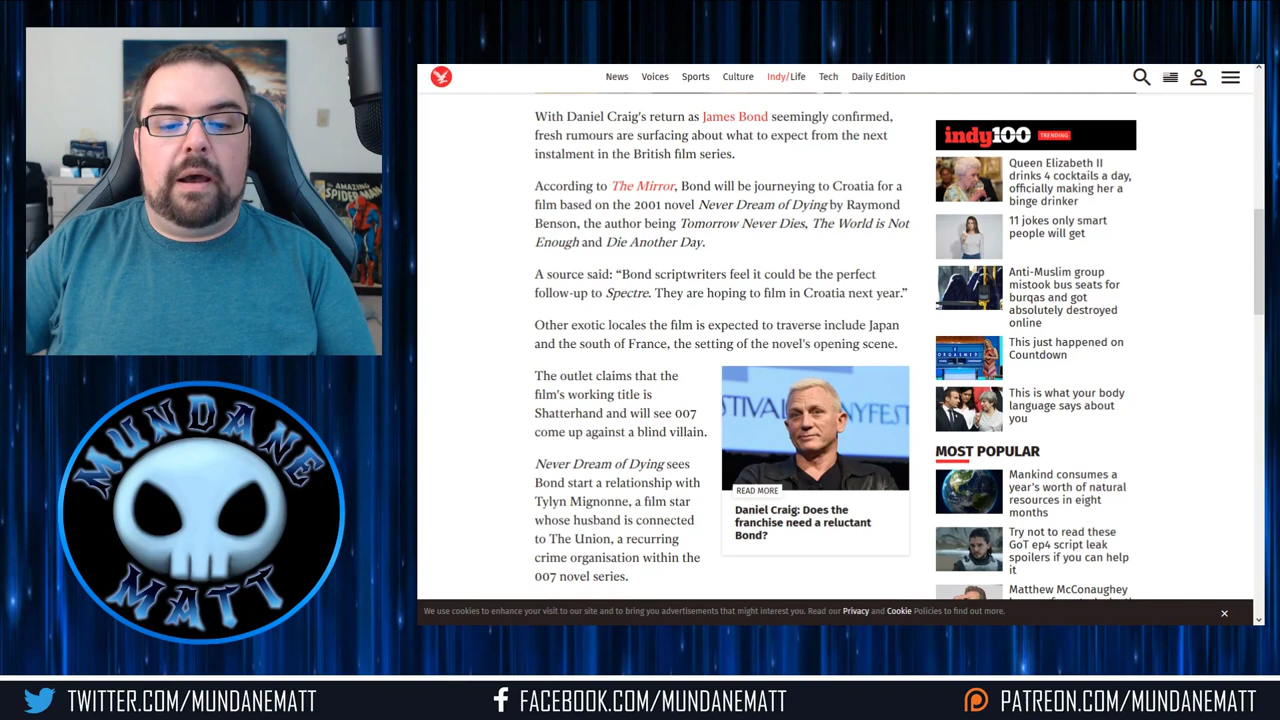 AMAZING
SPIDER-MAN
MUNDANE
MATT
News Voices Sports Culture Indy/Life Tech Daily Edition
With Daniel Craig's return as James Bond seemingly confirmed,
fresh rumours are surfacing about what to expect from the next
instalment in the British film series.
According to The Mirror, Bond will be journeying to Croatia for a
film based on the 2001 novel Never Dream of Dying by Raymond
Benson, the author being Tomorrow Never Dies, The World is Not
Enough and Die Another Day.
A source said: “Bond scriptwriters feel it could be the perfect
follow-up to Spectre. They are hoping to film in Croatia next year.”
Other exotic locales the film is expected to traverse include Japan
and the south of France, the setting of the novel's opening scene.
The outlet claims that the
film's working title is
Shatterhand and will see 007
come up against a blind villain.
Never Dream of Dying sees
Bond start a relationship with
Tylyn Mignonne, a film star
whose husband is connected
to The Union, a recurring
crime organisation within the
007 novel series.
STIVAL
NYFEST
READ MORE
Daniel Craig: Does the
franchise need a reluctant
Bond?
indy100 TRENDING
Queen Elizabeth II
drinks 4 cocktails a day,
officially making her a
binge drinker
11 jokes only smart
people will get
Anti-Muslim group
mistook bus seats for
burqas and got
absolutely destroyed
online
This just happened on
Countdown
This is what your body
language says about
you
MOST POPULAR
Mankind consumes a
year's worth of natural
resources in eight
months
Try not to read these
GoT ep4 script leak
spoilers if you can help
it
Matthew McConaughey
We use cookies to enhance your visit to our site and to bring you advertisements that might interest you. Read our Privacy and Cookie Policies to find out more.
TWITTER.COM/MUNDANEMATT
FACEBOOK.COM/MUNDANEMATT
PATREON.COM/MUNDANEMATT